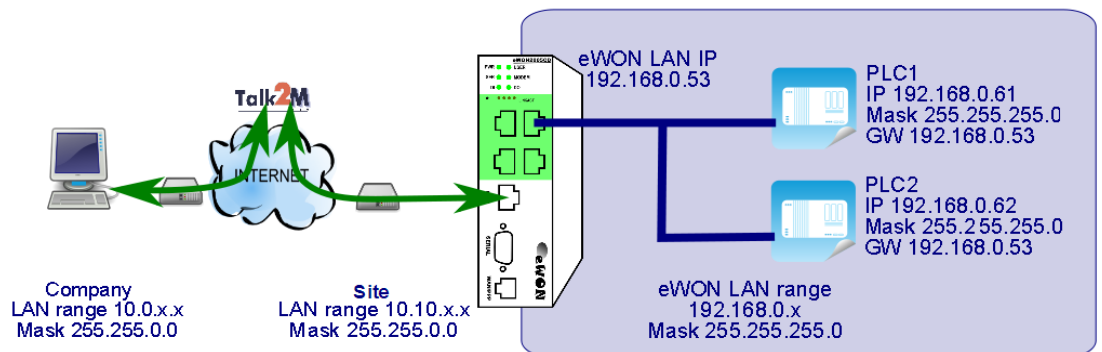 eWON LAN IP
192.168.0.53
PLC1
IP 192.168.0.61
Mask 255.255.255.0
GW 192.168.0.53
Talk2M
INTERNET
PLC2
IP 192.168.0.62
Mask 255.2 55.255.0
GW 192.168.0.53
SERIAL
eWON
Company
LAN range 10.0.x.x
Mask 255.255.0.0
Site
LAN range 10.10.x.x
Mask 255.255.0.0
eWON LAN range
192.168.0.x
Mask 255.255.255.0